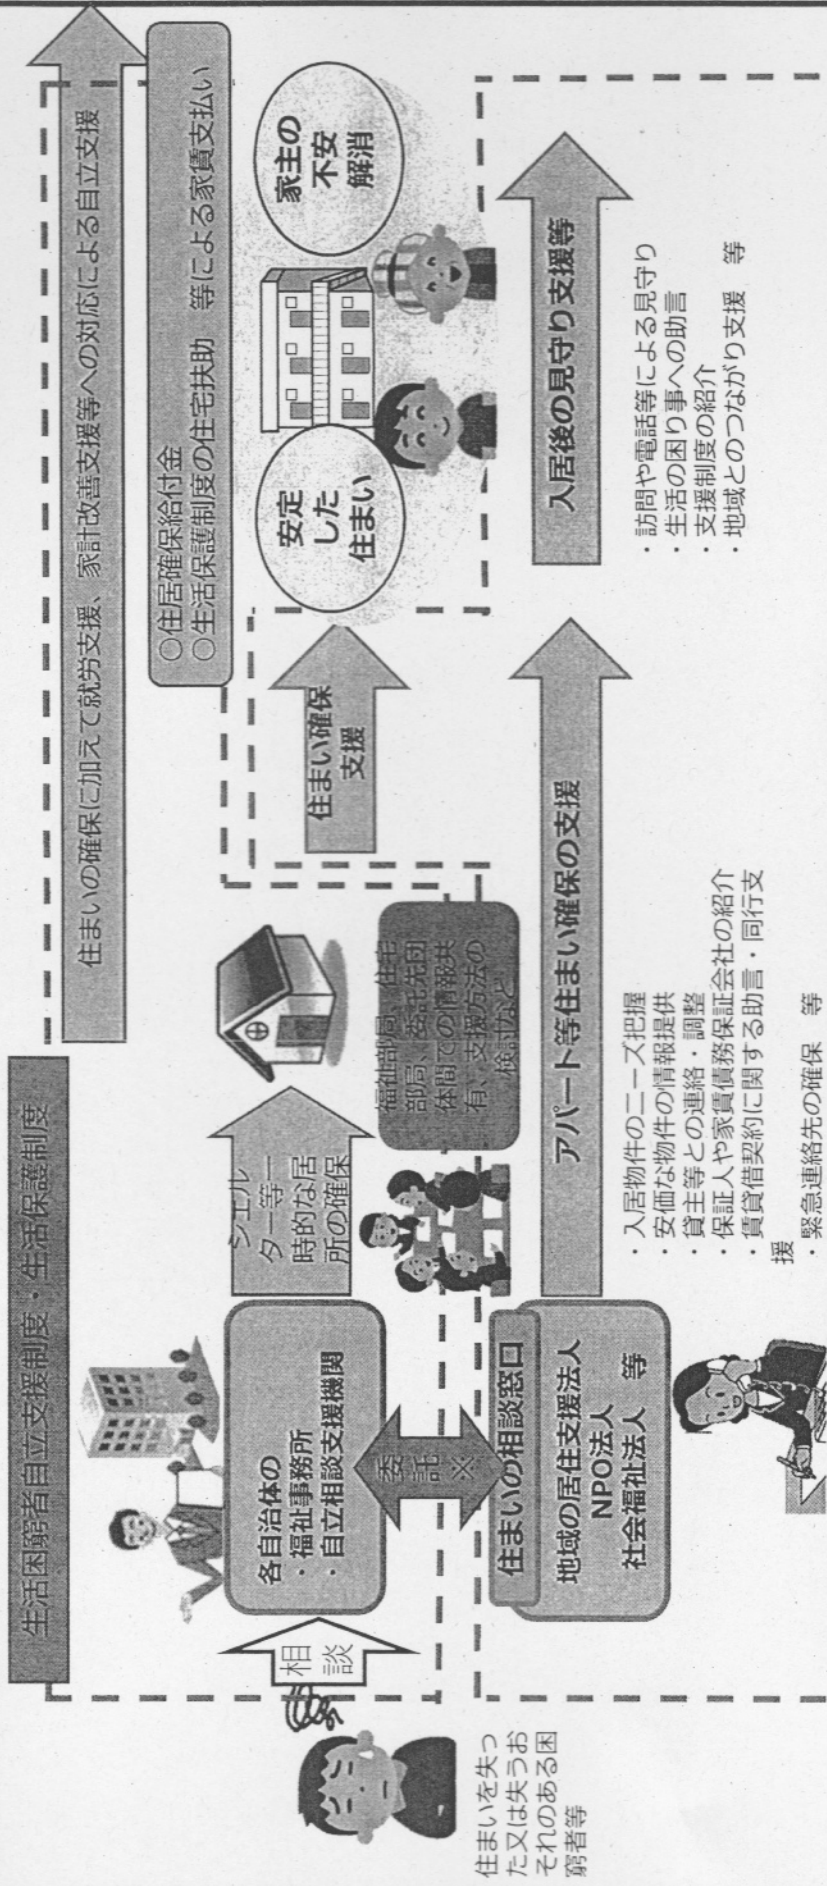 生活困窮者自立支援制度・生活保護制度
住まいの確保に加えて就労支援、家計改善支援等への対応による自立支援
○住居確保給付金
○生活保護制度の住宅扶助　等による家賃支払い
住まいを失っ
た又は失うお
それのある困
窮者等
相
談
各自治体の
・福祉事務所
・自立相談支援機関
委
託
※
シェル
ター等一
時的な居
所の確保
福祉部局、住宅
部局、委託先団
体間での情報共
有、支援方法の
検討など
住まい確保
支援
安定
した
住まい
家主の
不安
解消
住まいの相談窓口
地域の居住支援法人
NPO法人
社会福祉法人　等
アパート等住まい確保の支援
・入居物件のニーズ把握
・安価な物件の情報提供
・貸主等との連絡・調整
・保証人や家賃債務保証会社の紹介
・賃貸借契約に関する助言・同行支
援
・緊急連絡先の確保　等
入居後の見守り支援等
・訪問や電話等による見守り
・生活の困り事への助言
・支援制度の紹介
・地域とのつながり支援　等